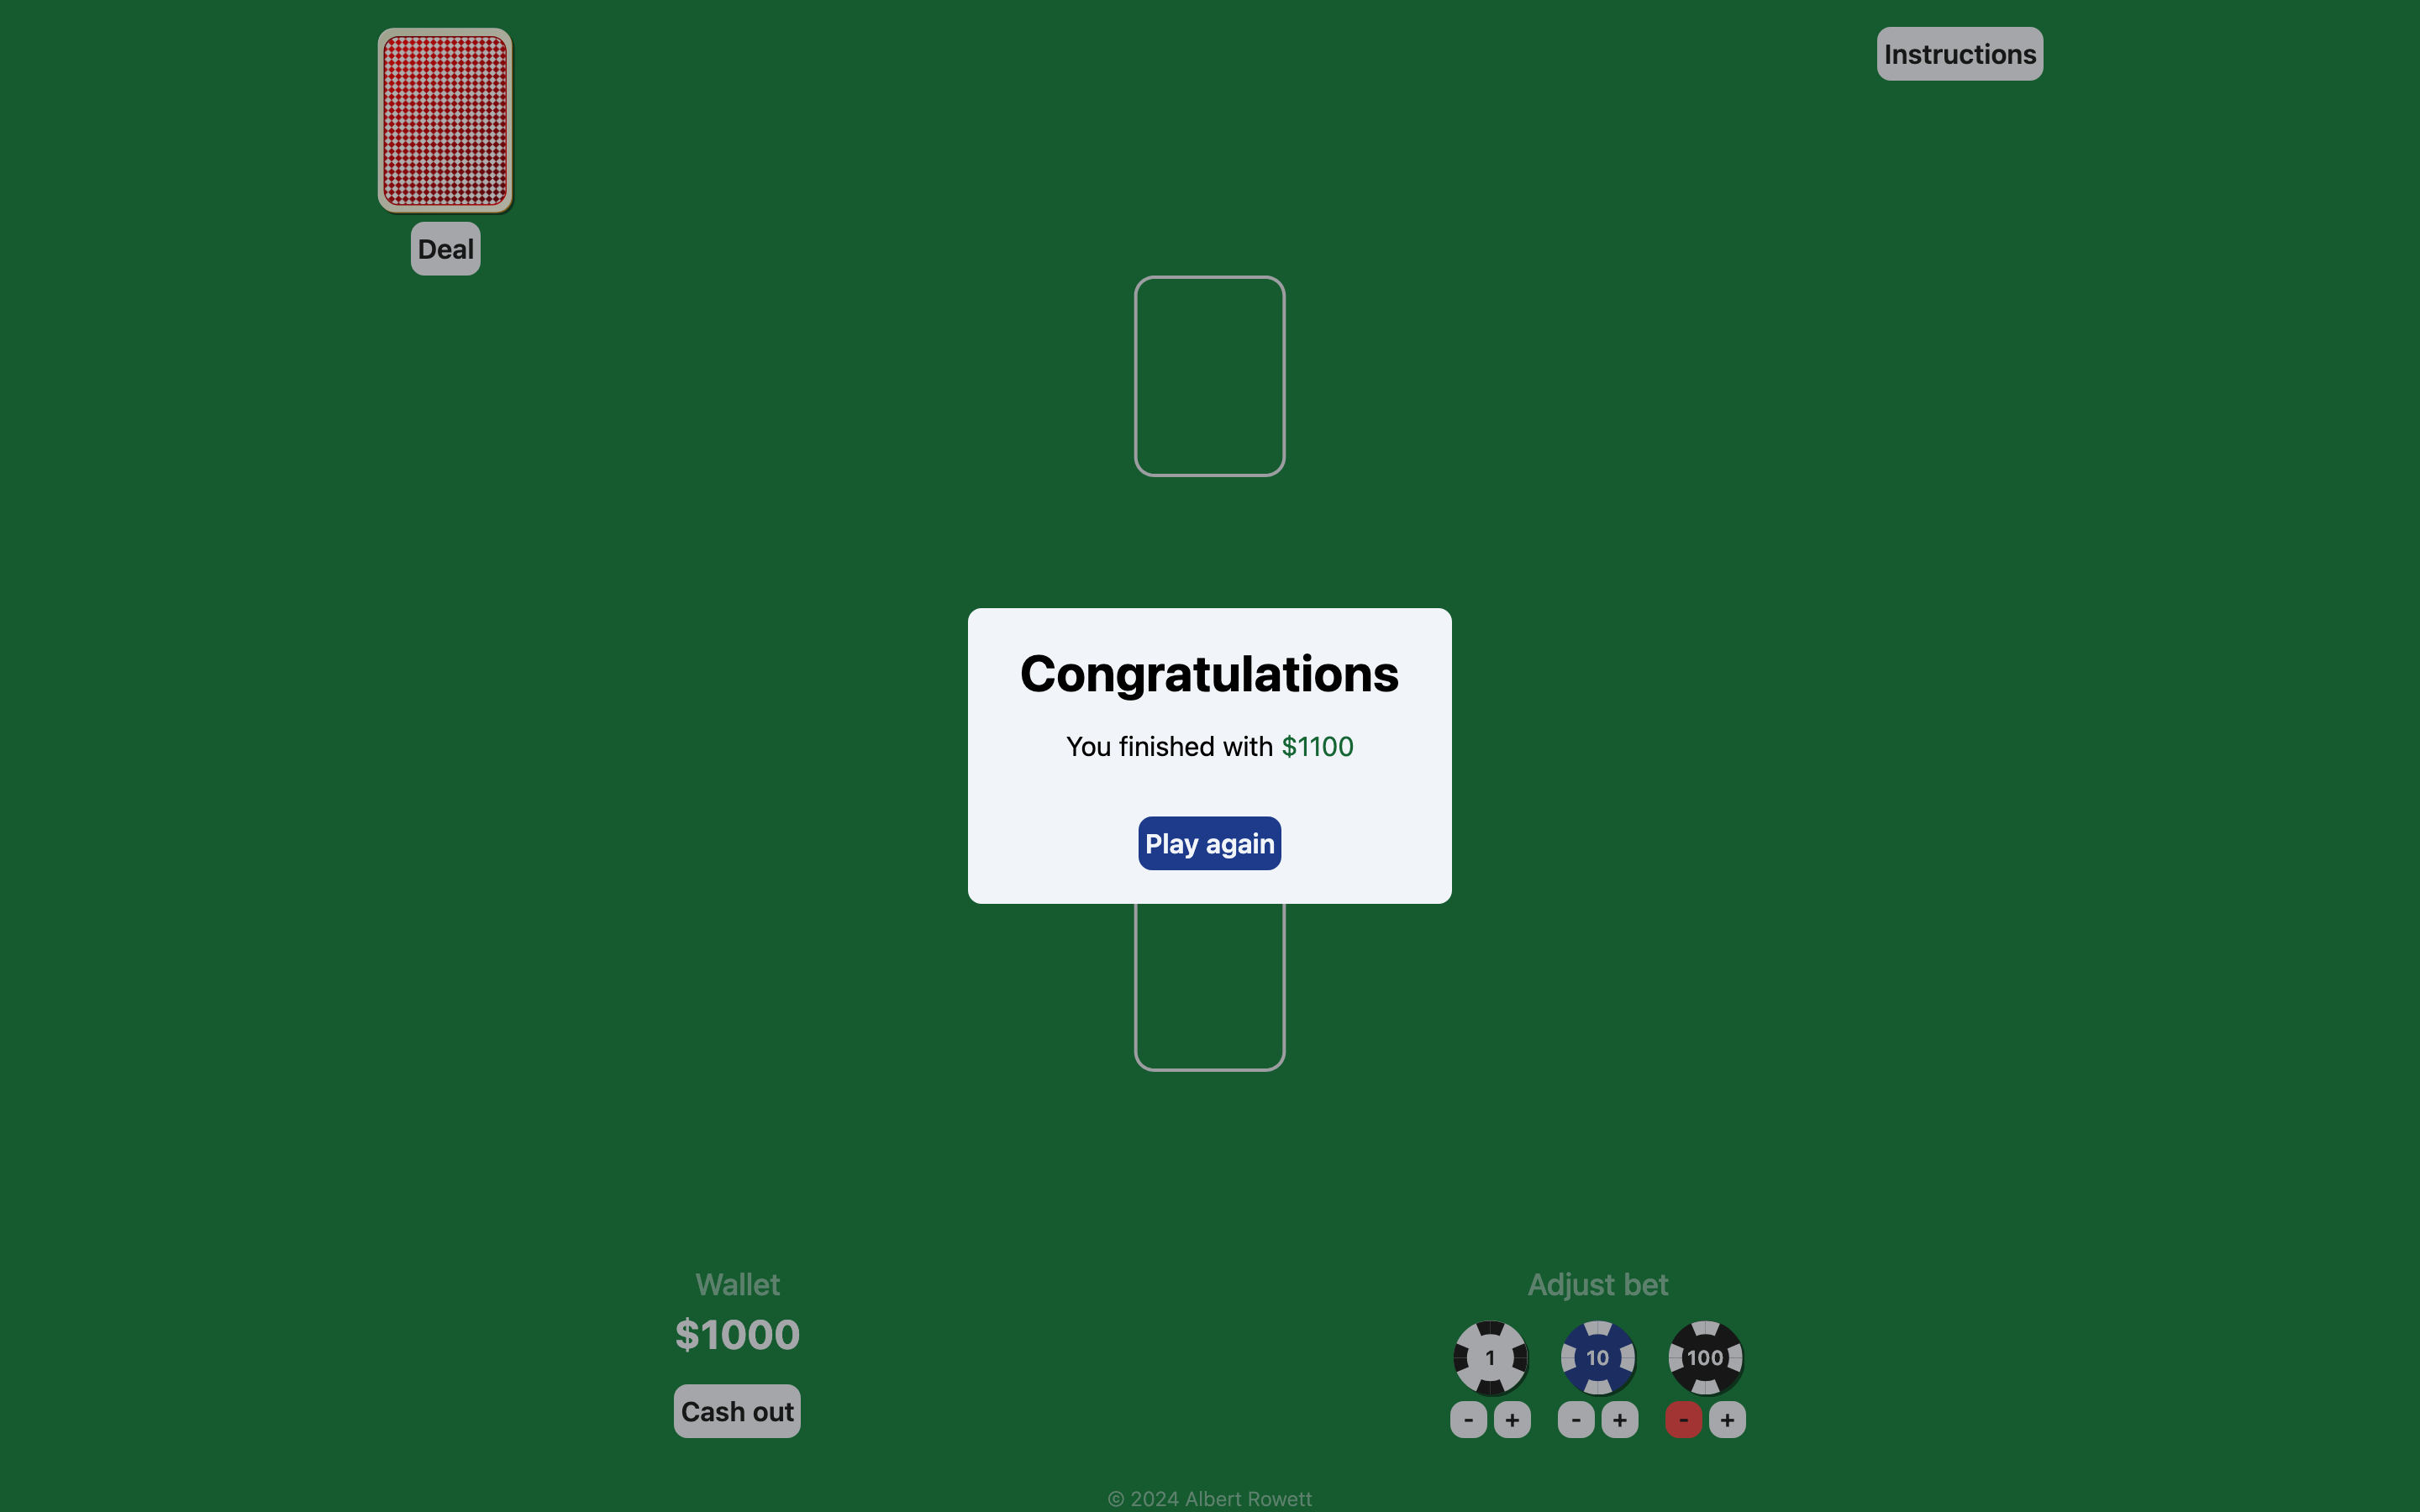 Instructions
Deal
Congratulations
You finished with $1100
Play again
Wallet
$1000
Cash out
Adjust bet
1 10 100
- + - + - +
© 2024 Albert Rowett